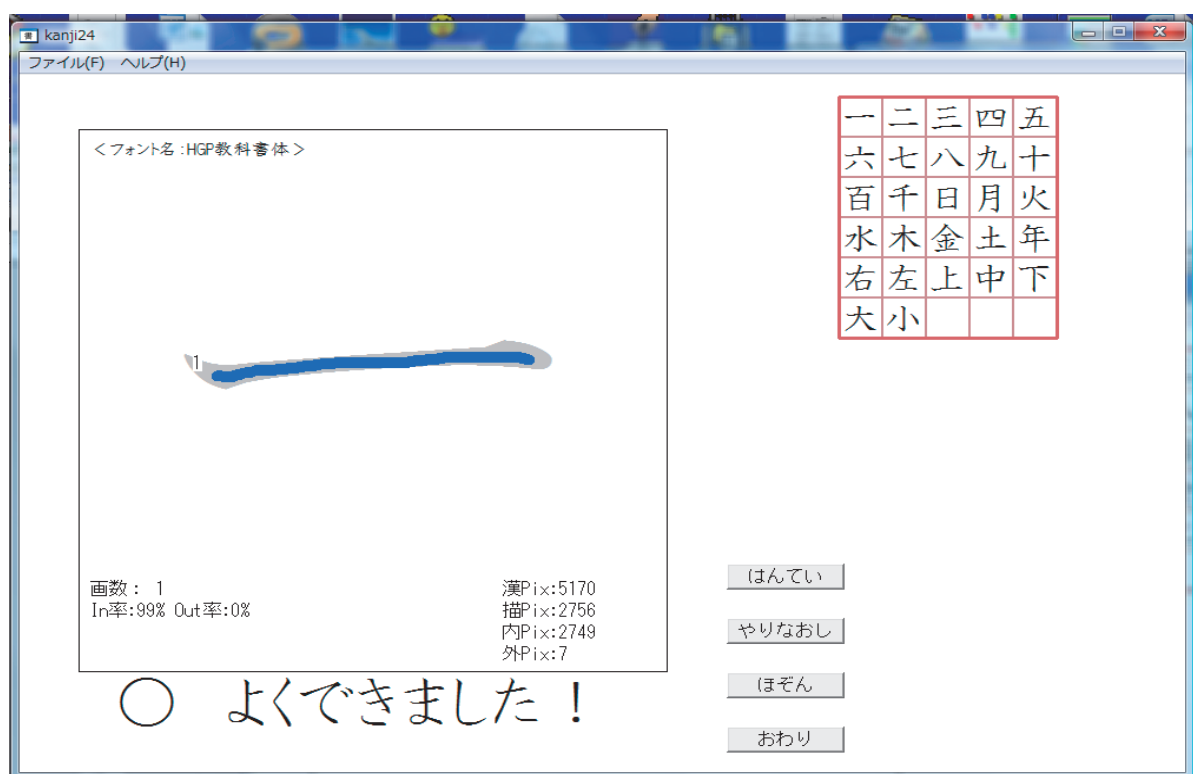 kanji24
ファイル(F) ヘルプ(H)
<フォント名:HGP教科書体>
1
画数: 1
In率:99% Out率:0%
漢Pix:5170
描Pix:2756
内Pix:2749
外Pix:7
○ よくできました!
一 二 三 四 五
六 七 八 九 十
百 千 日 月 火
水 木 金 土 年
右 左 上 中 下
大 小
はんてい
やりなおし
ほぞん
おわり